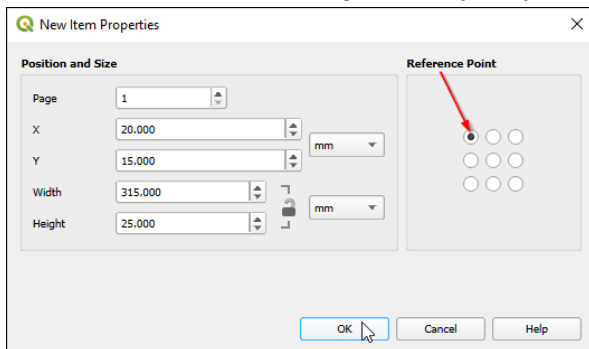 New Item Properties
Position and Size
Reference Point
Page 1
X 20.000
mm
Y 15.000
Width 315.000
mm
Height 25.000
OK Cancel Help